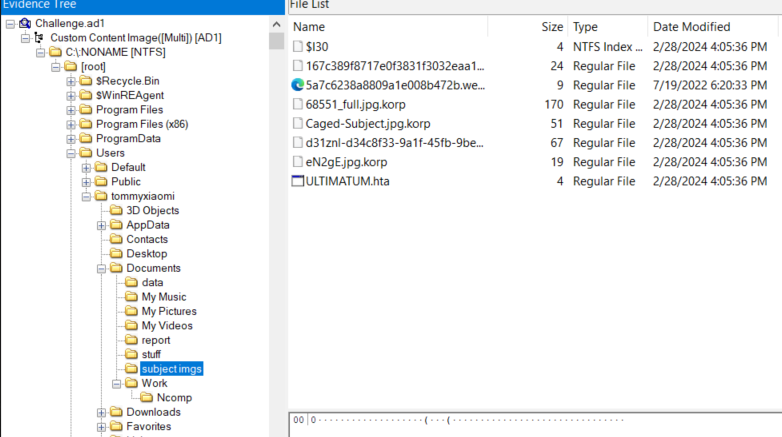 Evidence Tree
Challenge.ad1
Custom Content Image([Multi]) [AD1]
C:\:NONAME [NTFS]
[root]
$Recycle.Bin
$WinREAgent
Program Files
Program Files (x86)
ProgramData
Users
Default
Public
tommyxiaomi
3D Objects
AppData
Contacts
Desktop
Documents
data
My Music
My Pictures
My Videos
report
stuff
subject imgs
Work
Ncomp
Downloads
Favorites
File List
Name Size Type Date Modified
$I30 4 NTFS Index ... 2/28/2024 4:05:36 PM
167c389f8717e0f3831f3032eaa1... 24 Regular File 2/28/2024 4:05:36 PM
5a7c6238a8809a1e008b472b.we... 9 Regular File 7/19/2022 6:20:33 PM
68551_full.jpg.korp 170 Regular File 2/28/2024 4:05:36 PM
Caged-Subject.jpg.korp 51 Regular File 2/28/2024 4:05:36 PM
d31znl-d34c8f33-9a1f-45fb-9be... 67 Regular File 2/28/2024 4:05:36 PM
eN2gE.jpg.korp 19 Regular File 2/28/2024 4:05:36 PM
ULTIMATUM.hta 4 Regular File 2/28/2024 4:05:36 PM